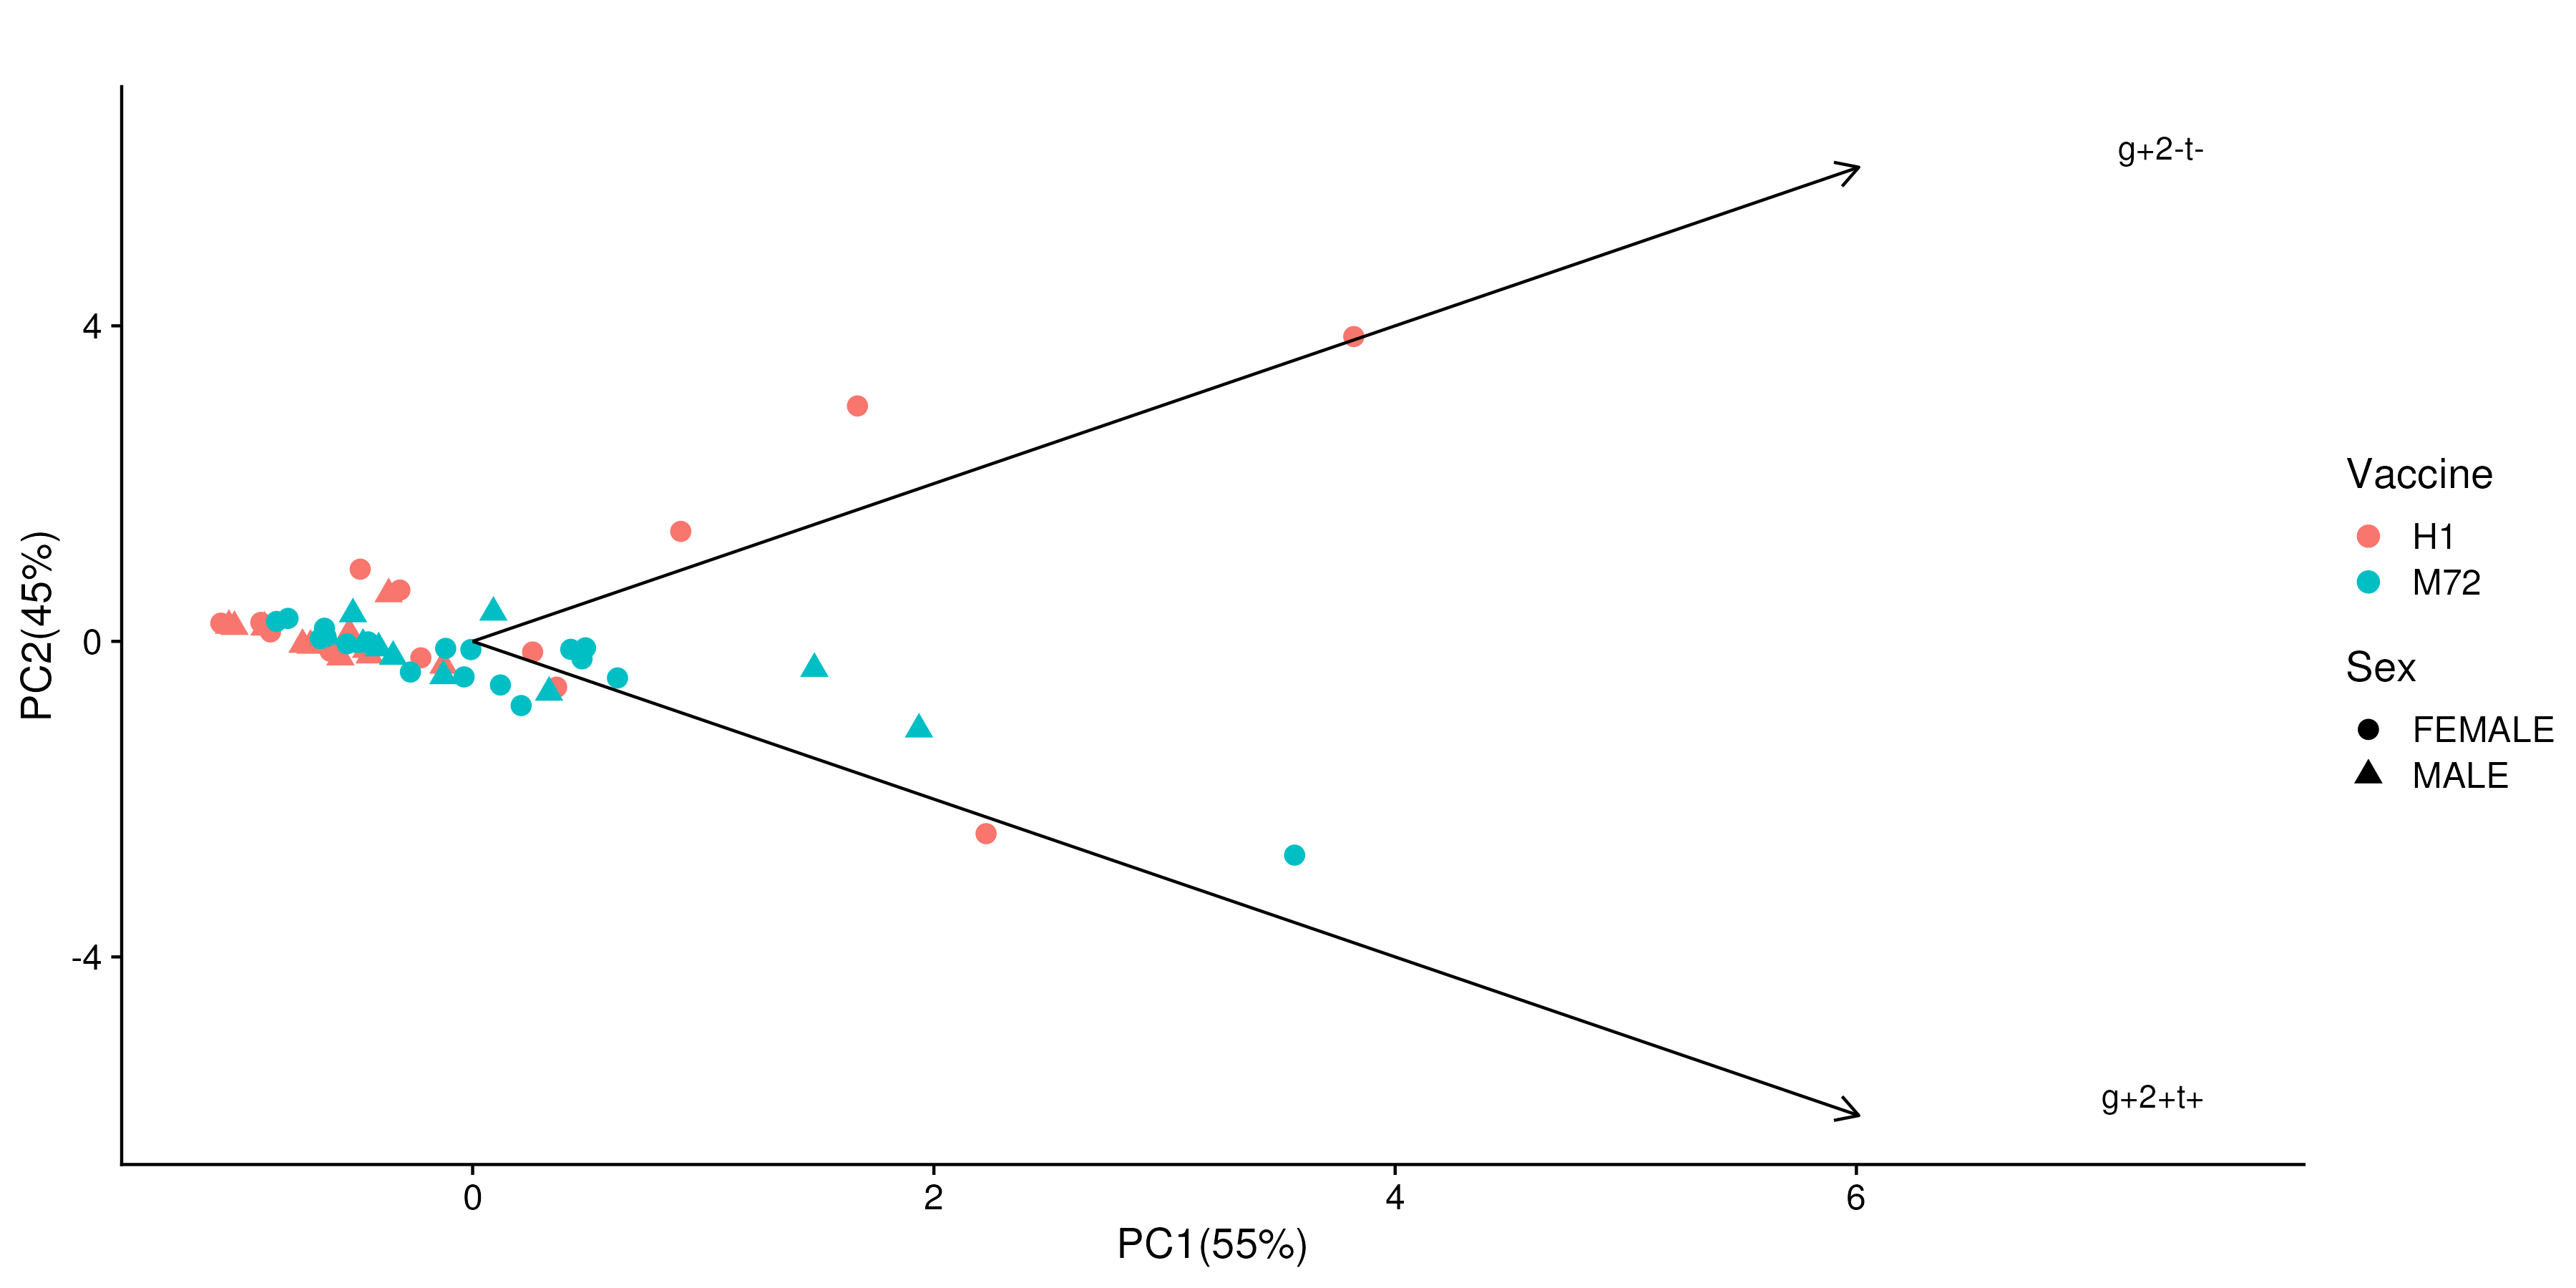 g+2-t-
4
0
-4
PC2(45%)
g+2+t+
0 2 4 6
PC1(55%)
Vaccine
H1
M72
Sex
FEMALE
MALE